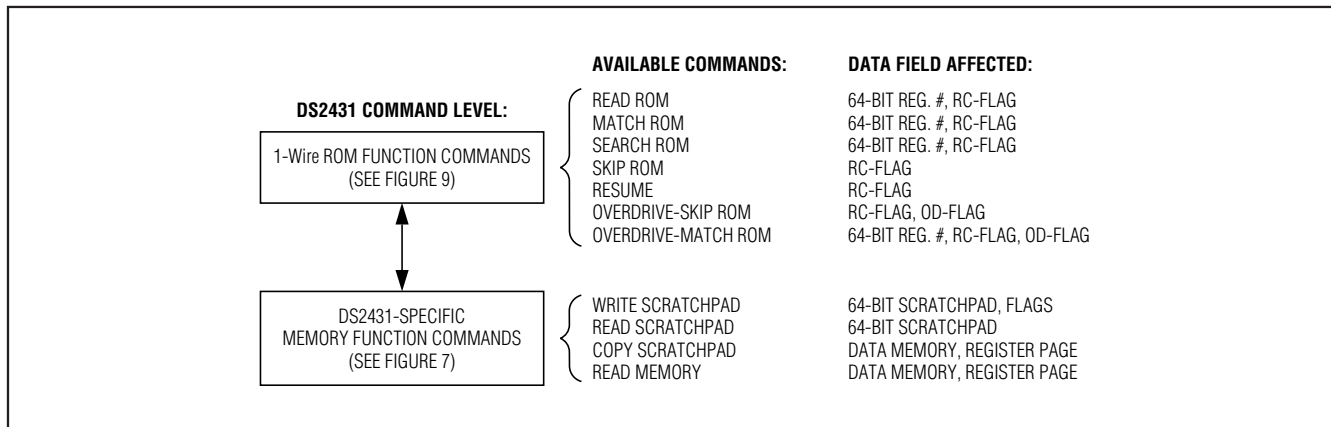 AVAILABLE COMMANDS: DATA FIELD AFFECTED:
DS2431 COMMAND LEVEL:
1-Wire ROM FUNCTION COMMANDS
(SEE FIGURE 9)
READ ROM 64-BIT REG. #, RC-FLAG
MATCH ROM 64-BIT REG. #, RC-FLAG
SEARCH ROM 64-BIT REG. #, RC-FLAG
SKIP ROM RC-FLAG
RESUME RC-FLAG
OVERDRIVE-SKIP ROM RC-FLAG, OD-FLAG
OVERDRIVE-MATCH ROM 64-BIT REG. #, RC-FLAG, OD-FLAG
DS2431-SPECIFIC
MEMORY FUNCTION COMMANDS
(SEE FIGURE 7)
WRITE SCRATCHPAD 64-BIT SCRATCHPAD, FLAGS
READ SCRATCHPAD 64-BIT SCRATCHPAD
COPY SCRATCHPAD DATA MEMORY, REGISTER PAGE
READ MEMORY DATA MEMORY, REGISTER PAGE